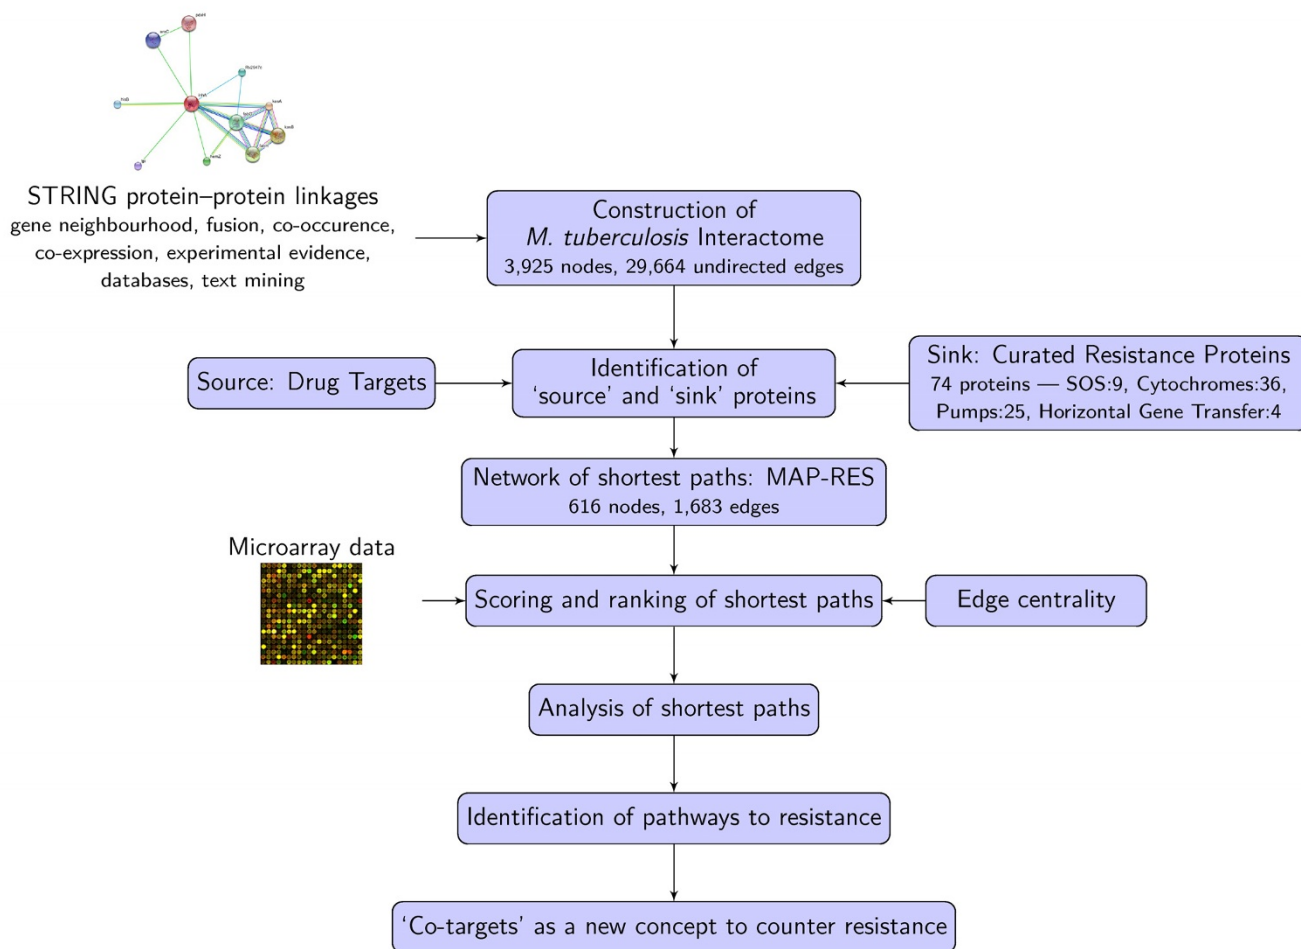 STRING protein–protein linkages
gene neighbourhood, fusion, co-occurence,
co-expression, experimental evidence,
databases, text mining
Construction of
M. tuberculosis Interactome
3,925 nodes, 29,664 undirected edges
Source: Drug Targets
Identification of
‘source’ and ‘sink’ proteins
Sink: Curated Resistance Proteins
74 proteins — SOS:9, Cytochromes:36,
Pumps:25, Horizontal Gene Transfer:4
Network of shortest paths: MAP-RES
616 nodes, 1,683 edges
Microarray data
Scoring and ranking of shortest paths
Edge centrality
Analysis of shortest paths
Identification of pathways to resistance
‘Co-targets’ as a new concept to counter resistance